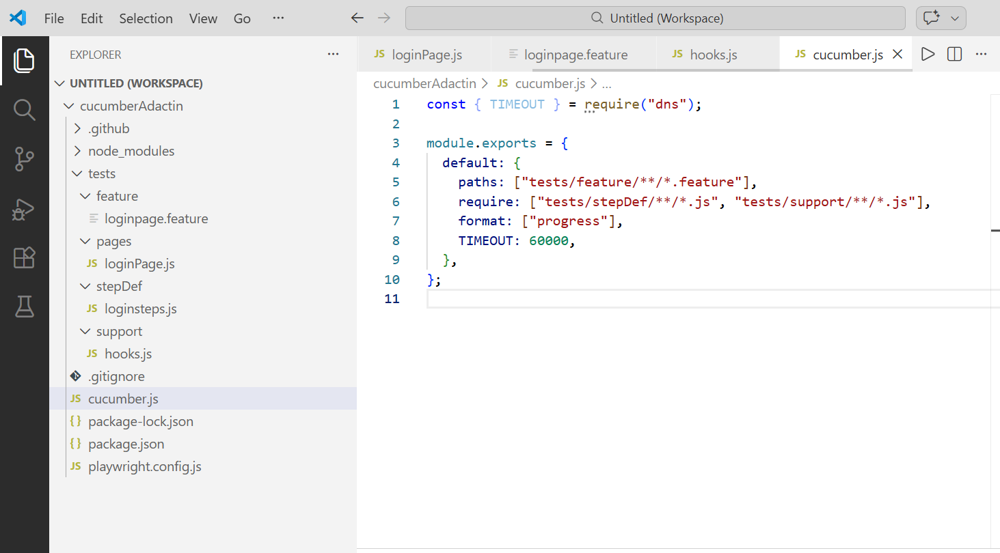 File Edit Selection View Go ···
Untitled (Workspace)
EXPLORER ···
UNTITLED (WORKSPACE)
cucumberAdactin
.github
node_modules
tests
feature
loginpage.feature
pages
JS loginPage.js
stepDef
JS loginsteps.js
support
JS hooks.js
.gitignore
JS cucumber.js
{} package-lock.json
{} package.json
JS playwright.config.js
JS loginPage.js
loginpage.feature
JS hooks.js
JS cucumber.js
···
cucumberAdactin > JS cucumber.js > ...
1 const { TIMEOUT } = require("dns");
2
3 module.exports = {
4 default: {
5 paths: ["tests/feature/**/*.feature"],
6 require: ["tests/stepDef/**/*.js", "tests/support/**/*.js"],
7 format: ["progress"],
8 TIMEOUT: 60000,
9 },
10 };
11